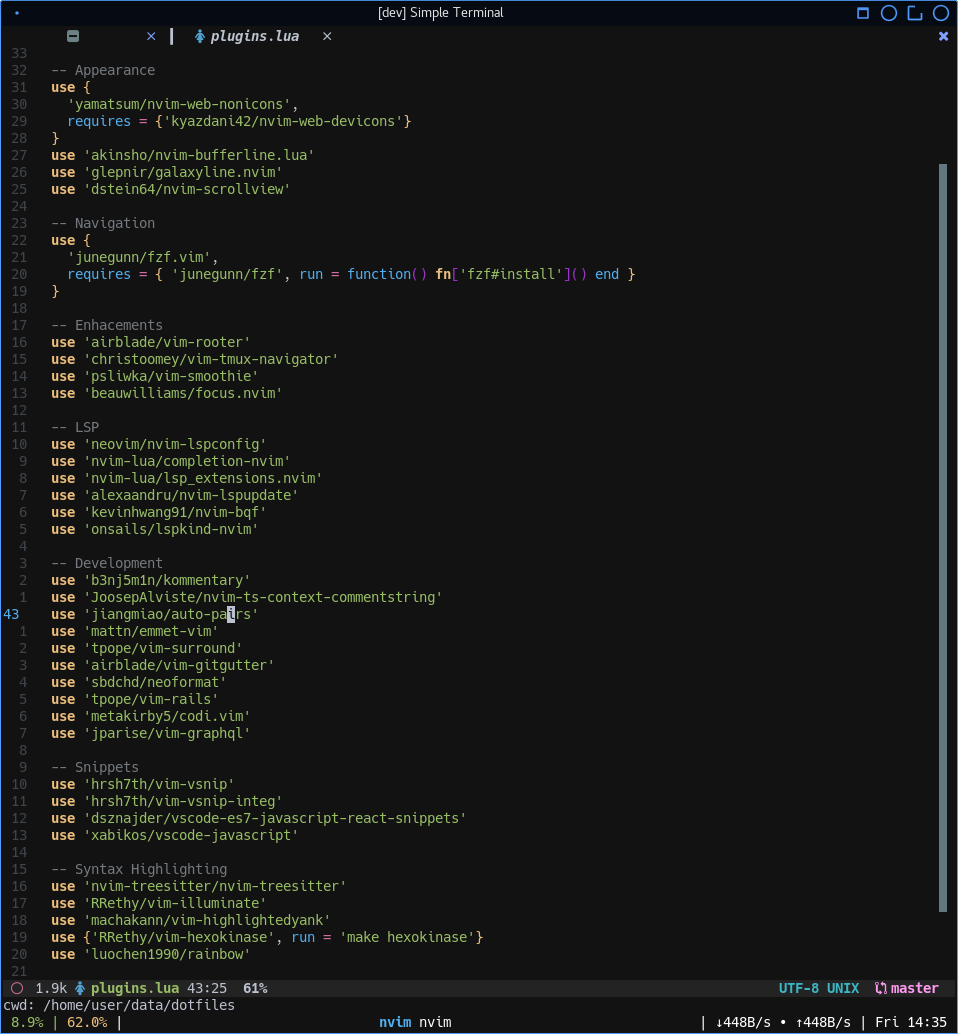 [dev] Simple Terminal
plugins.lua
33
32 -- Appearance
31 use {
30 'yamatsum/nvim-web-nonicons',
29 requires = {'kyazdani42/nvim-web-devicons'}
28 }
27 use 'akinsho/nvim-bufferline.lua'
26 use 'glepnir/galaxyline.nvim'
25 use 'dstein64/nvim-scrollview'
24
23 -- Navigation
22 use {
21 'junegunn/fzf.vim',
20 requires = { 'junegunn/fzf', run = function() fn['fzf#install']() end }
19 }
18
17 -- Enhacements
16 use 'airblade/vim-rooter'
15 use 'christoomey/vim-tmux-navigator'
14 use 'psliwka/vim-smoothie'
13 use 'beauwilliams/focus.nvim'
12
11 -- LSP
10 use 'neovim/nvim-lspconfig'
9 use 'nvim-lua/completion-nvim'
8 use 'nvim-lua/lsp_extensions.nvim'
7 use 'alexaandru/nvim-lspupdate'
6 use 'kevinhwang91/nvim-bqf'
5 use 'onsails/lspkind-nvim'
4
3 -- Development
2 use 'b3nj5m1n/kommentary'
1 use 'JoosepAlviste/nvim-ts-context-commentstring'
43 use 'jiangmiao/auto-pairs'
1 use 'mattn/emmet-vim'
2 use 'tpope/vim-surround'
3 use 'airblade/vim-gitgutter'
4 use 'sbdchd/neoformat'
5 use 'tpope/vim-rails'
6 use 'metakirby5/codi.vim'
7 use 'jparise/vim-graphql'
8
9 -- Snippets
10 use 'hrsh7th/vim-vsnip'
11 use 'hrsh7th/vim-vsnip-integ'
12 use 'dsznajder/vscode-es7-javascript-react-snippets'
13 use 'xabikos/vscode-javascript'
14
15 -- Syntax Highlighting
16 use 'nvim-treesitter/nvim-treesitter'
17 use 'RRethy/vim-illuminate'
18 use 'machakann/vim-highlightedyank'
19 use {'RRethy/vim-hexokinase', run = 'make hexokinase'}
20 use 'luochen1990/rainbow'
21
1.9k plugins.lua 43:25 61% UTF-8 UNIX master
cwd: /home/user/data/dotfiles
8.9% | 62.0% | nvim nvim | ↓448B/s • ↑448B/s | Fri 14:35